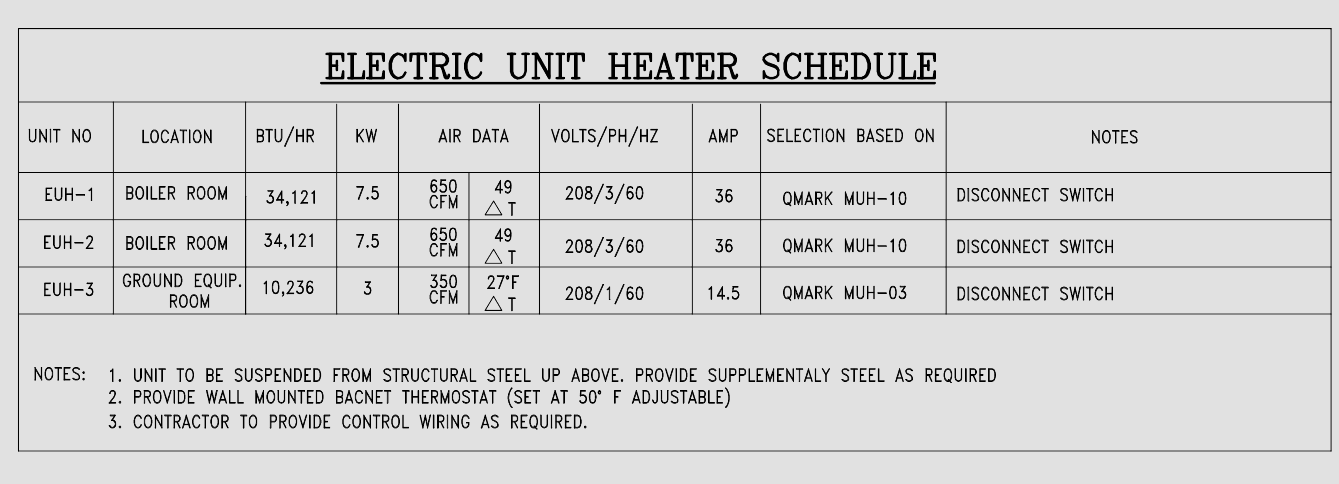 ELECTRIC UNIT HEATER SCHEDULE
UNIT NO LOCATION BTU/HR KW AIR DATA VOLTS/PH/HZ AMP SELECTION BASED ON NOTES
EUH-1 BOILER ROOM 34,121 7.5 650 CFM 49 △T 208/3/60 36 QMARK MUH-10 DISCONNECT SWITCH
EUH-2 BOILER ROOM 34,121 7.5 650 CFM 49 △T 208/3/60 36 QMARK MUH-10 DISCONNECT SWITCH
EUH-3 GROUND EQUIP. ROOM 10,236 3 350 CFM 27°F △T 208/1/60 14.5 QMARK MUH-03 DISCONNECT SWITCH
NOTES: 1. UNIT TO BE SUSPENDED FROM STRUCTURAL STEEL UP ABOVE. PROVIDE SUPPLEMENTALY STEEL AS REQUIRED
2. PROVIDE WALL MOUNTED BACNET THERMOSTAT (SET AT 50° F ADJUSTABLE)
3. CONTRACTOR TO PROVIDE CONTROL WIRING AS REQUIRED.